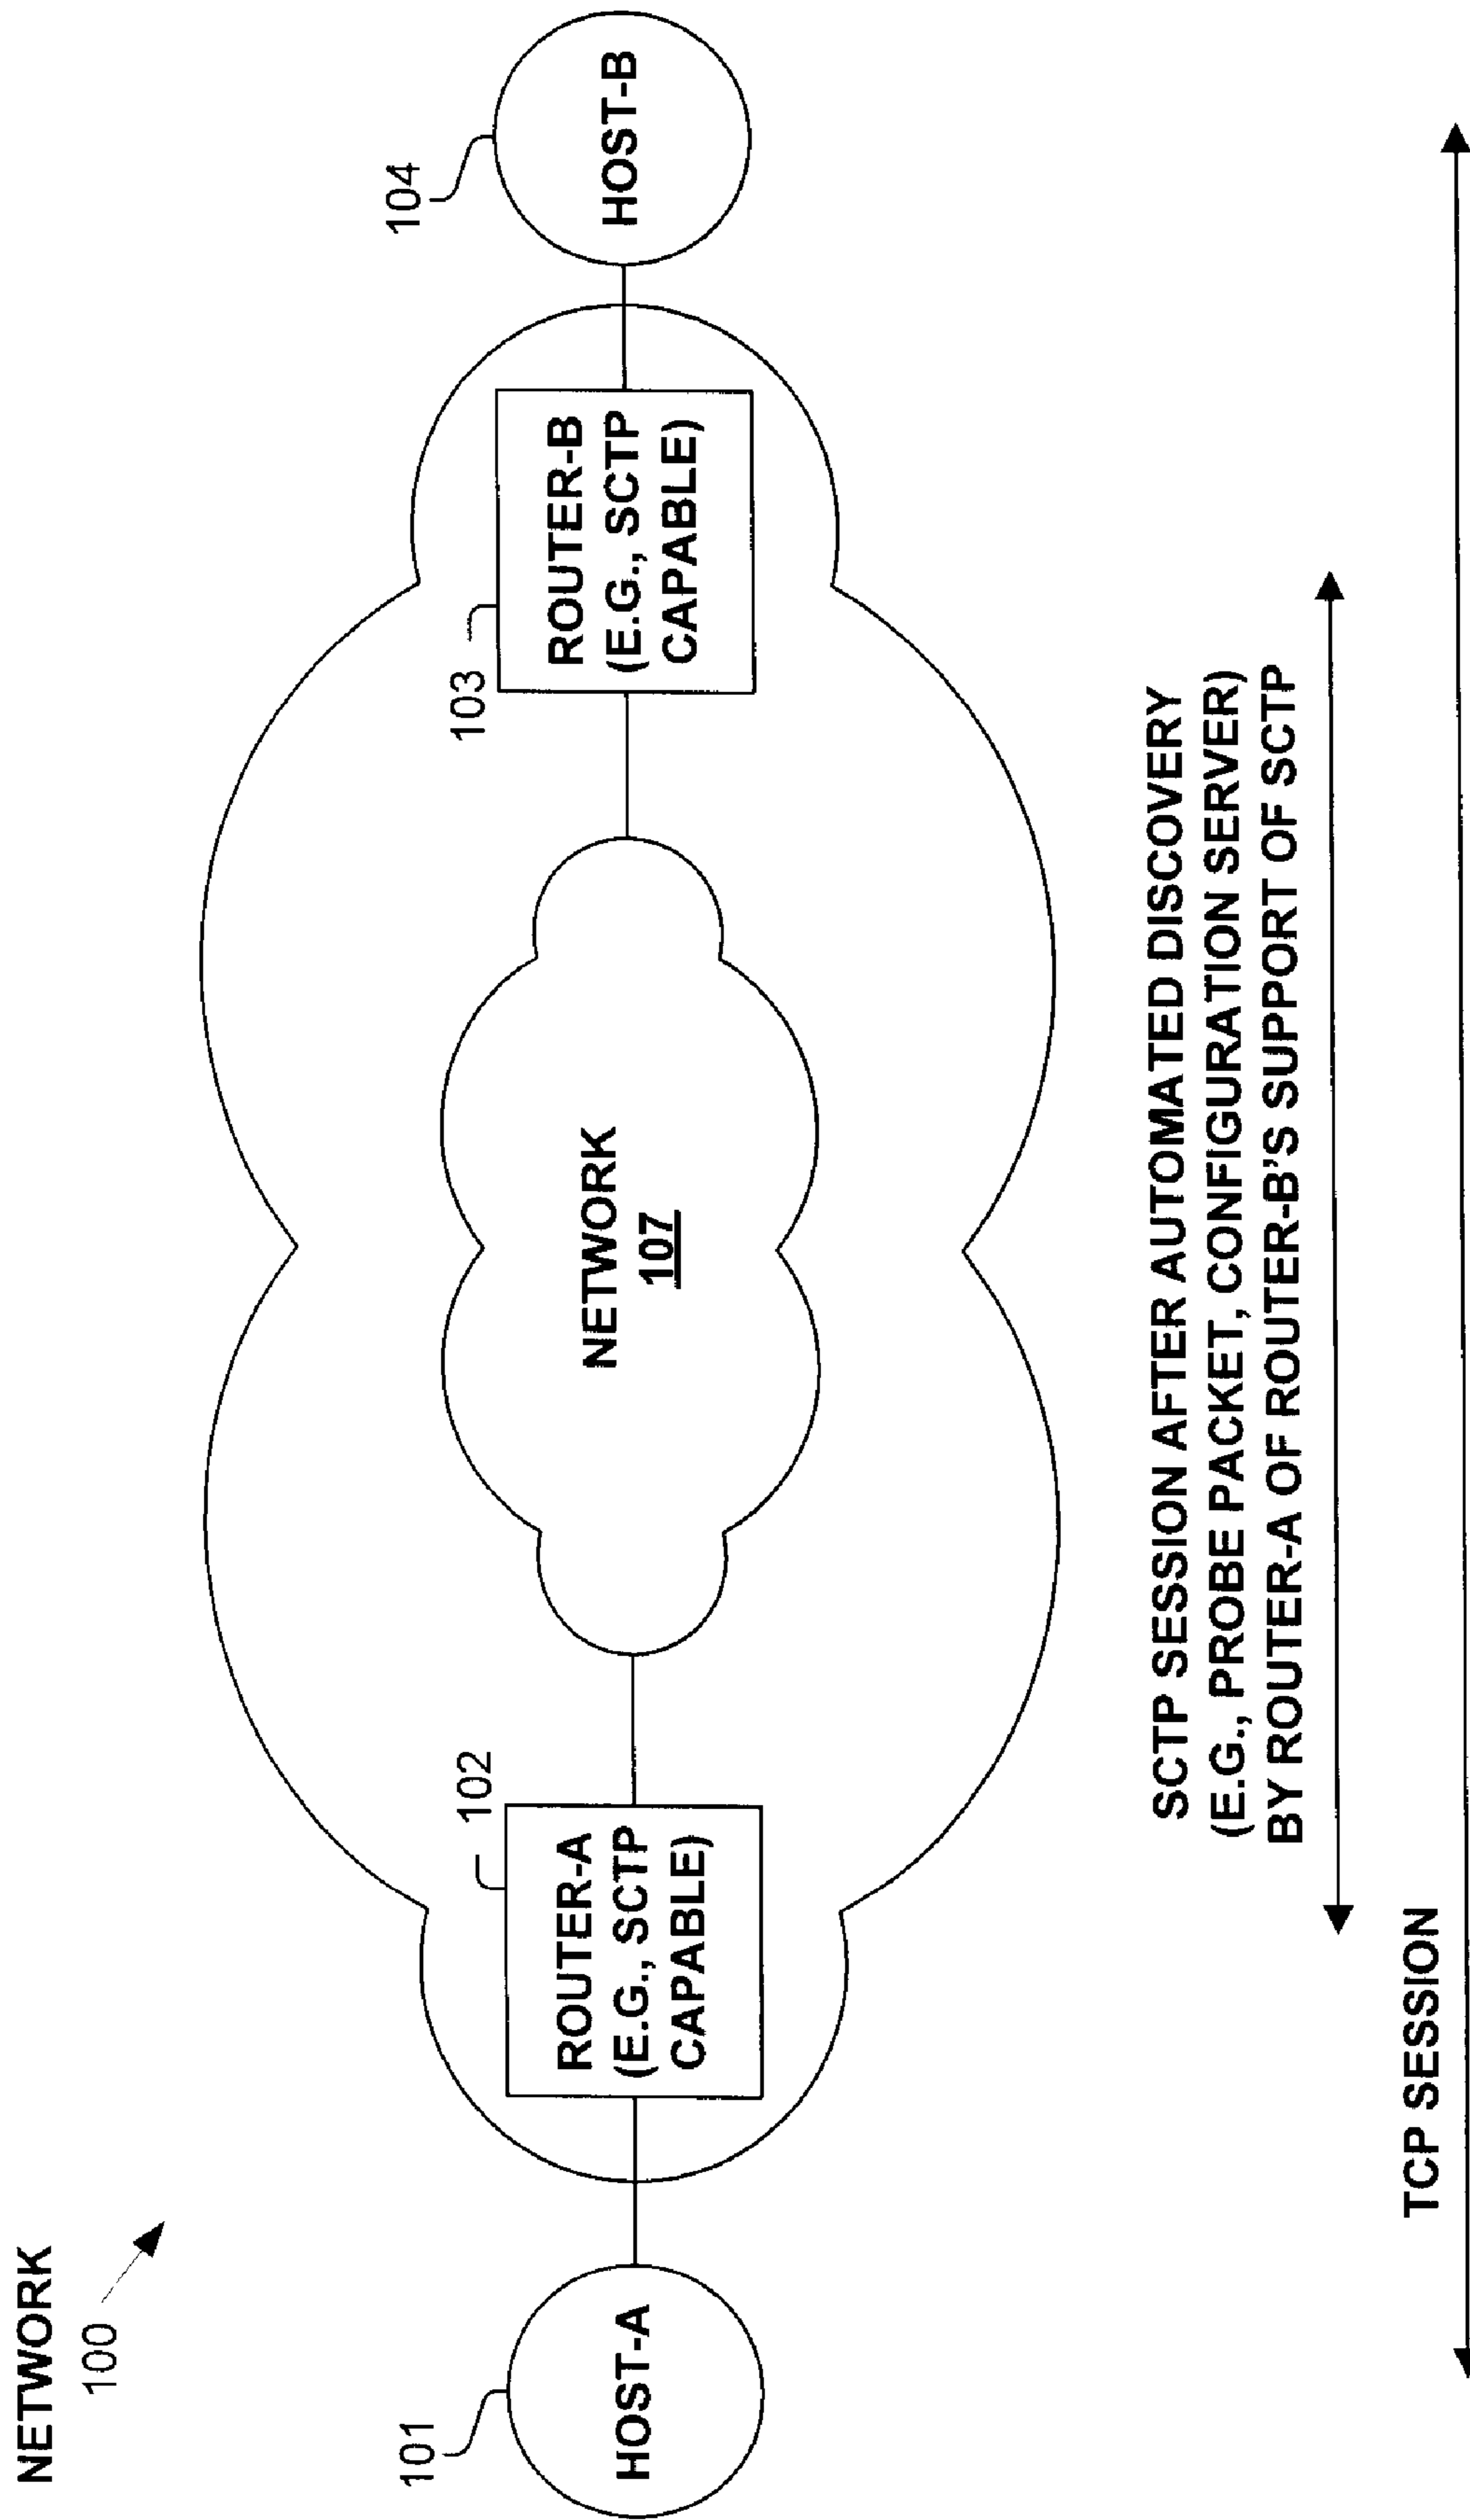 NETWORK
100
101
HOST-A
102
ROUTER-A
(E.G., SCTP
CAPABLE)
NETWORK
107
103
ROUTER-B
(E.G., SCTP
CAPABLE)
104
HOST-B
SCTP SESSION AFTER AUTOMATED DISCOVERY
(E.G., PROBE PACKET, CONFIGURATION SERVER)
BY ROUTER-A OF ROUTER-B'S SUPPORT OF SCTP
TCP SESSION